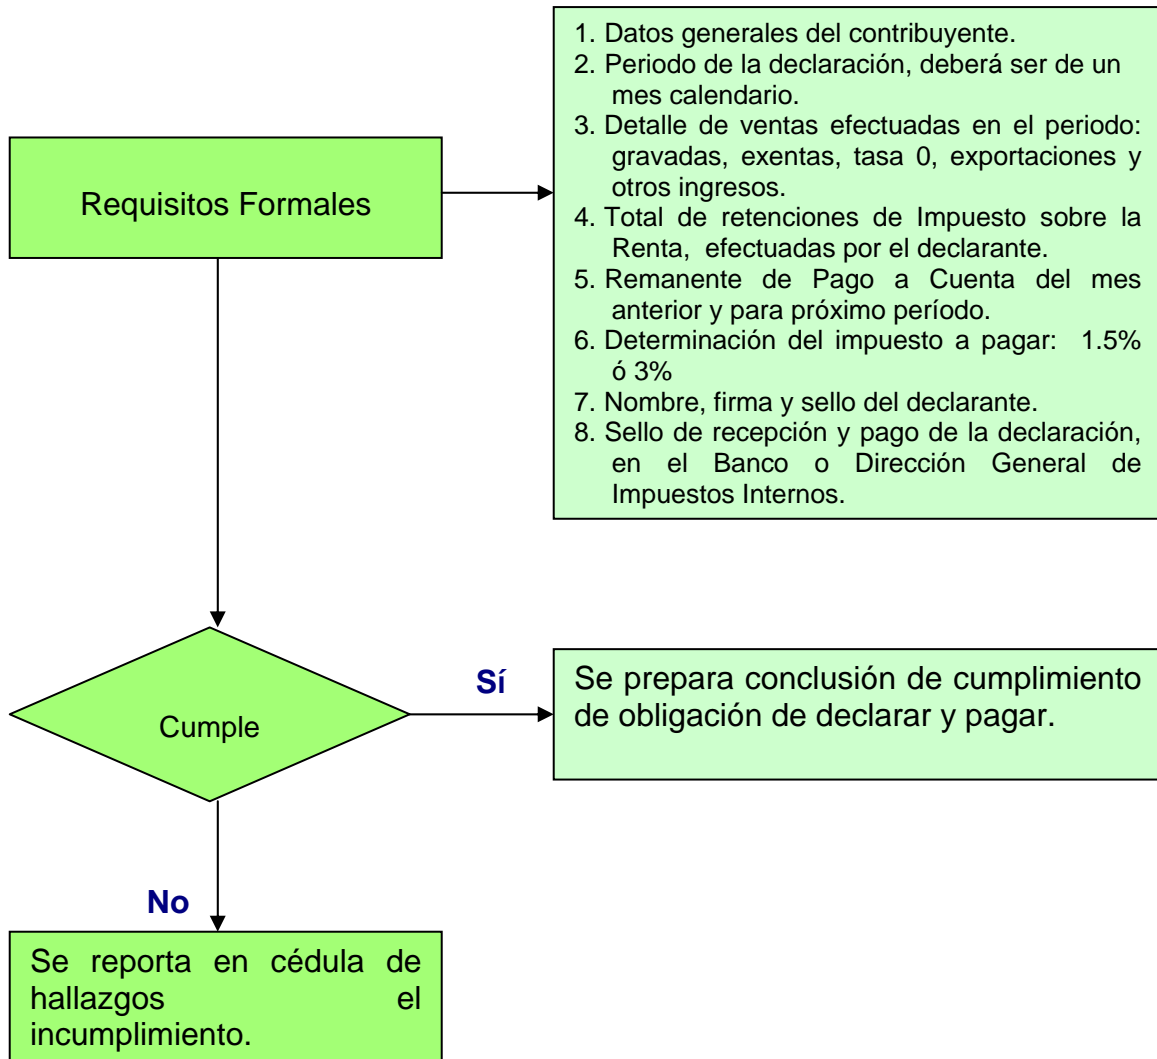 Requisitos Formales
1. Datos generales del contribuyente.
2. Periodo de la declaración, deberá ser de un
mes calendario.
3. Detalle de ventas efectuadas en el periodo:
gravadas, exentas, tasa 0, exportaciones y
otros ingresos.
4. Total de retenciones de Impuesto sobre la
Renta, efectuadas por el declarante.
5. Remanente de Pago a Cuenta del mes
anterior y para próximo período.
6. Determinación del impuesto a pagar: 1.5%
ó 3%
7. Nombre, firma y sello del declarante.
8. Sello de recepción y pago de la declaración,
en el Banco o Dirección General de
Impuestos Internos.
Cumple
Sí
Se prepara conclusión de cumplimiento
de obligación de declarar y pagar.
No
Se reporta en cédula de
hallazgos el
incumplimiento.